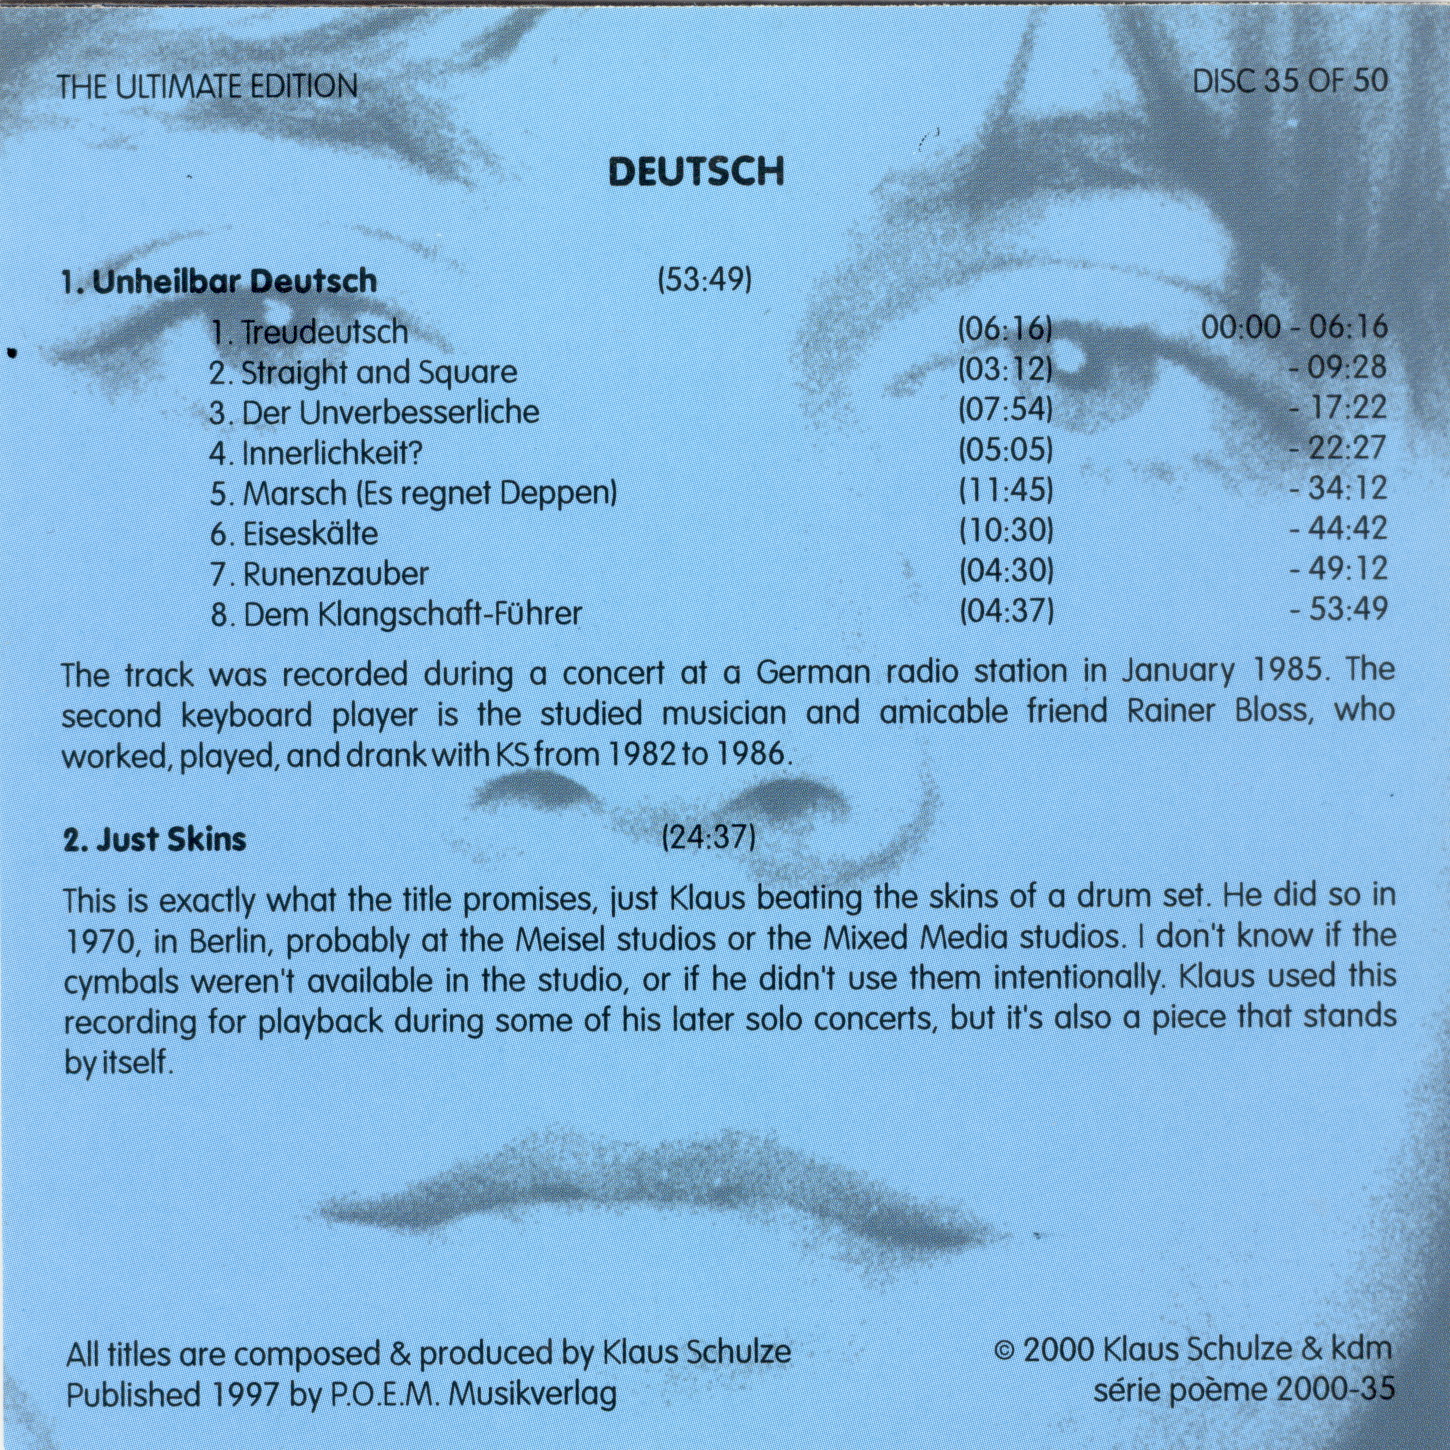 THE ULTIMATE EDITION DISC 35 OF 50
DEUTSCH
1. Unheilbar Deutsch (53:49)
1. Treudeutsch (06:16) 00:00 - 06:16
2. Straight and Square (03:12) - 09:28
3. Der Unverbesserliche (07:54) - 17:22
4. Innerlichkeit? (05:05) - 22:27
5. Marsch (Es regnet Deppen) (11:45) - 34:12
6. Eiseskälte (10:30) - 44:42
7. Runenzauber (04:30) - 49:12
8. Dem Klangschaft-Führer (04:37) - 53:49
The track was recorded during a concert at a German radio station in January 1985. The
second keyboard player is the studied musician and amicable friend Rainer Bloss, who
worked, played, and drank with KS from 1982 to 1986.
2. Just Skins (24:37)
This is exactly what the title promises, just Klaus beating the skins of a drum set. He did so in
1970, in Berlin, probably at the Meisel studios or the Mixed Media studios. I don't know if the
cymbals weren't available in the studio, or if he didn't use them intentionally. Klaus used this
recording for playback during some of his later solo concerts, but it's also a piece that stands
by itself.
All titles are composed & produced by Klaus Schulze © 2000 Klaus Schulze & kdm
Published 1997 by P.O.E.M. Musikverlag série poème 2000-35